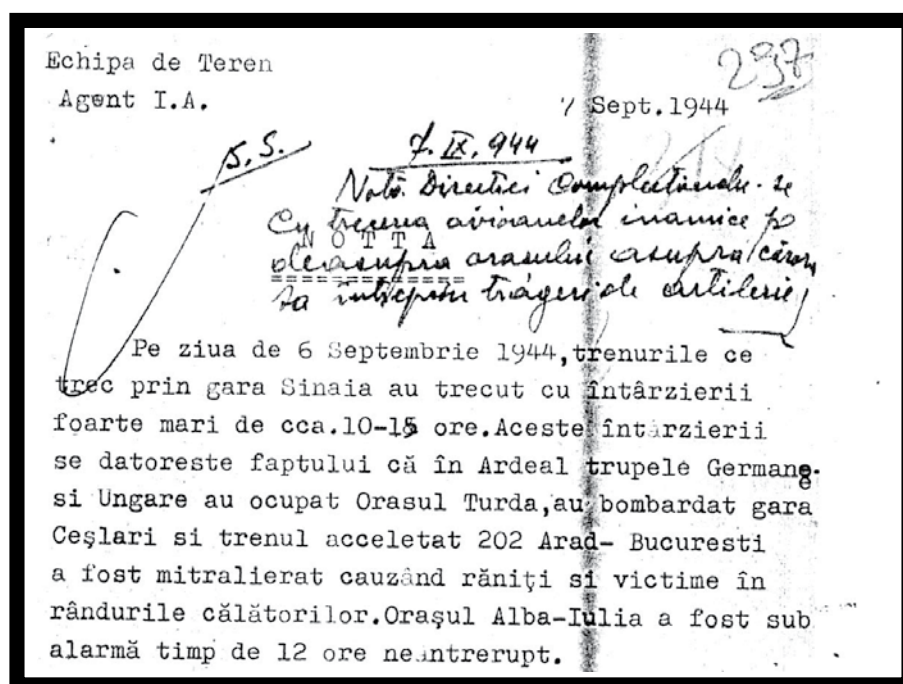 Echipa de Teren
297
Agent I.A.
7 Sept.1944
S.S.
7. IX. 944
Notă Direcției Complectându-se
Cu trecerea avioanelor inamice pe
N O T T A
deasupra orasului asupra căror
sa întreprins trageri de artilerie
Pe ziua de 6 Septembrie 1944,trenurile ce
trec prin gara Sinaia au trecut cu întârzierii
foarte mari de cca.10-15 ore.Aceste întârzierii
se datoreste faptului că în Ardeal trupele Germane
si Ungare au ocupat Orasul Turda,au bombardat gara
Ceşlari si trenul acceletat 202 Arad- Bucuresti
a fost mitralierat cauzând răniţi si victime în
rândurile călătorilor.Oraşul Alba-Iulia a fost sub
alarmă timp de 12 ore neintrerupt.